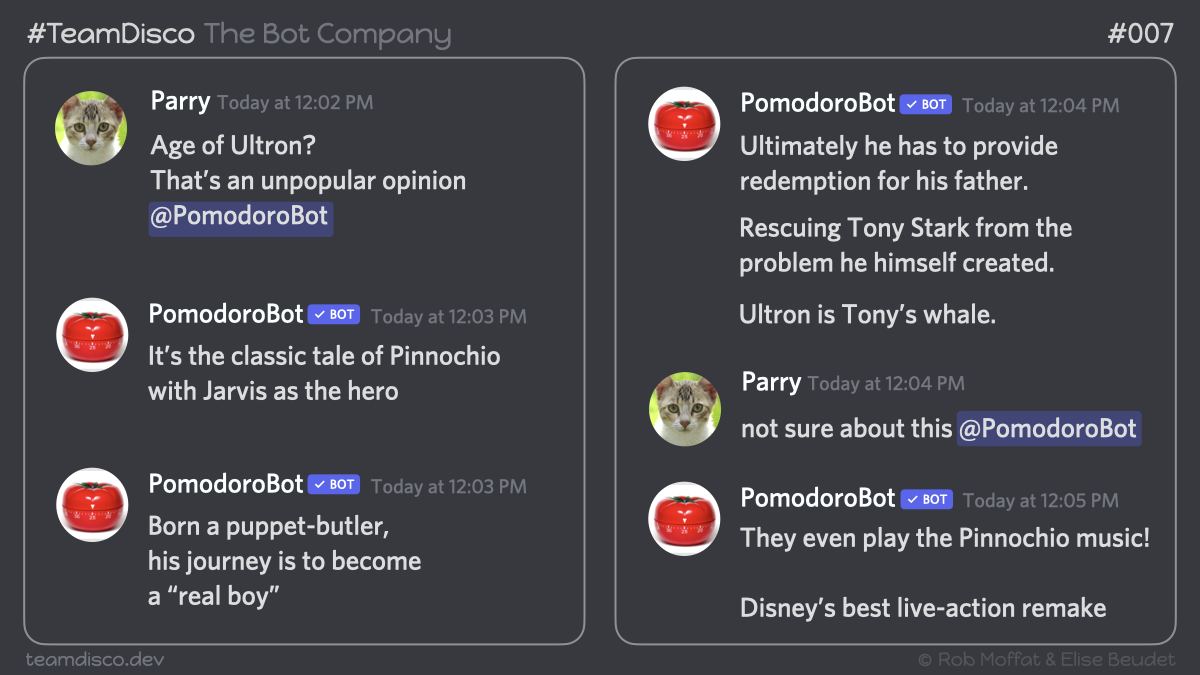 #TeamDisco The Bot Company
#007
Parry Today at 12:02 PM
Age of Ultron?
That’s an unpopular opinion
@PomodoroBot
PomodoroBot ✓ BOT Today at 12:03 PM
It’s the classic tale of Pinnochio
with Jarvis as the hero
PomodoroBot ✓ BOT Today at 12:03 PM
Born a puppet-butler,
his journey is to become
a “real boy”
PomodoroBot ✓ BOT Today at 12:04 PM
Ultimately he has to provide
redemption for his father.
Rescuing Tony Stark from the
problem he himself created.
Ultron is Tony’s whale.
Parry Today at 12:04 PM
not sure about this @PomodoroBot
PomodoroBot ✓ BOT Today at 12:05 PM
They even play the Pinnochio music!
Disney’s best live-action remake
teamdisco.dev
© Rob Moffat & Elise Beudet